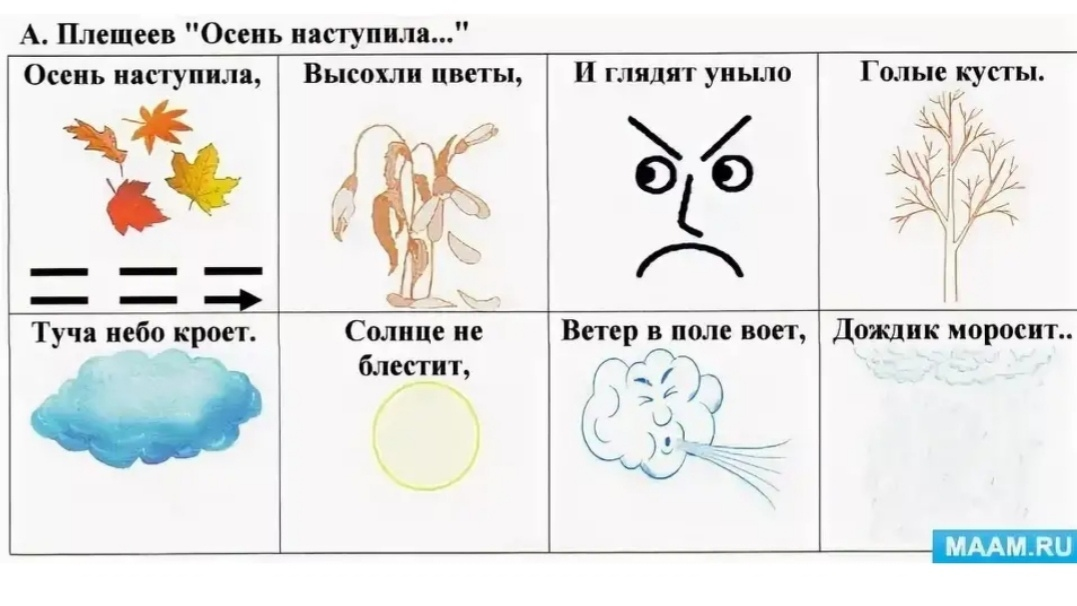 А. Плещеев "Осень наступила..."
Осень наступила,
Высохли цветы,
И глядят уныло
Голые кусты.
Туча небо кроет.
Солнце не
блестит,
Ветер в поле воет,
Дождик моросит..
MAAM.RU